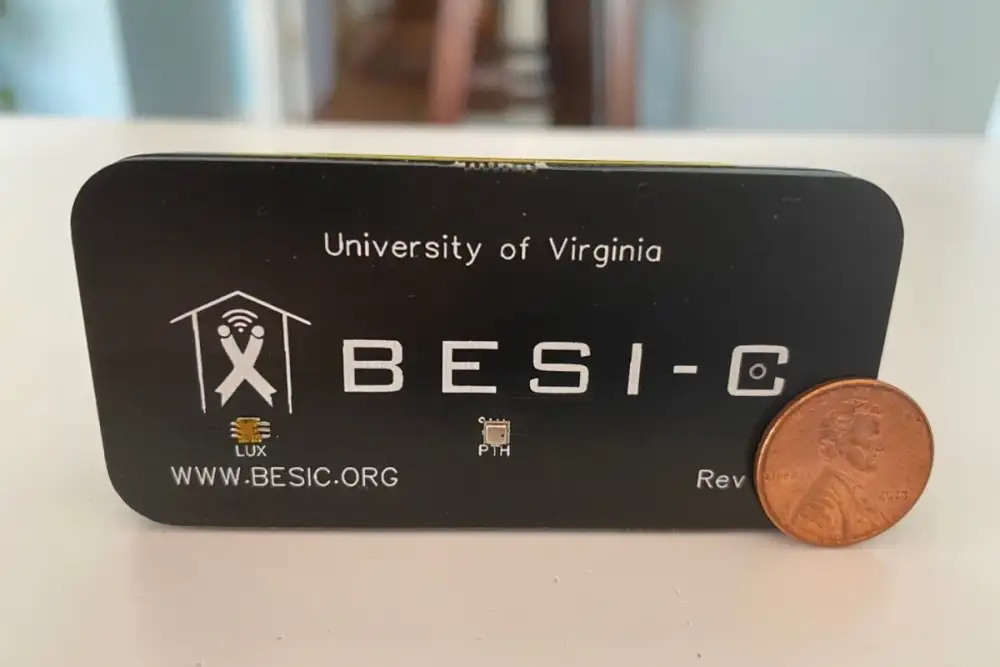 University of Virginia
BESI-C
LUX
PTH
WWW.BESIC.ORG
Rev